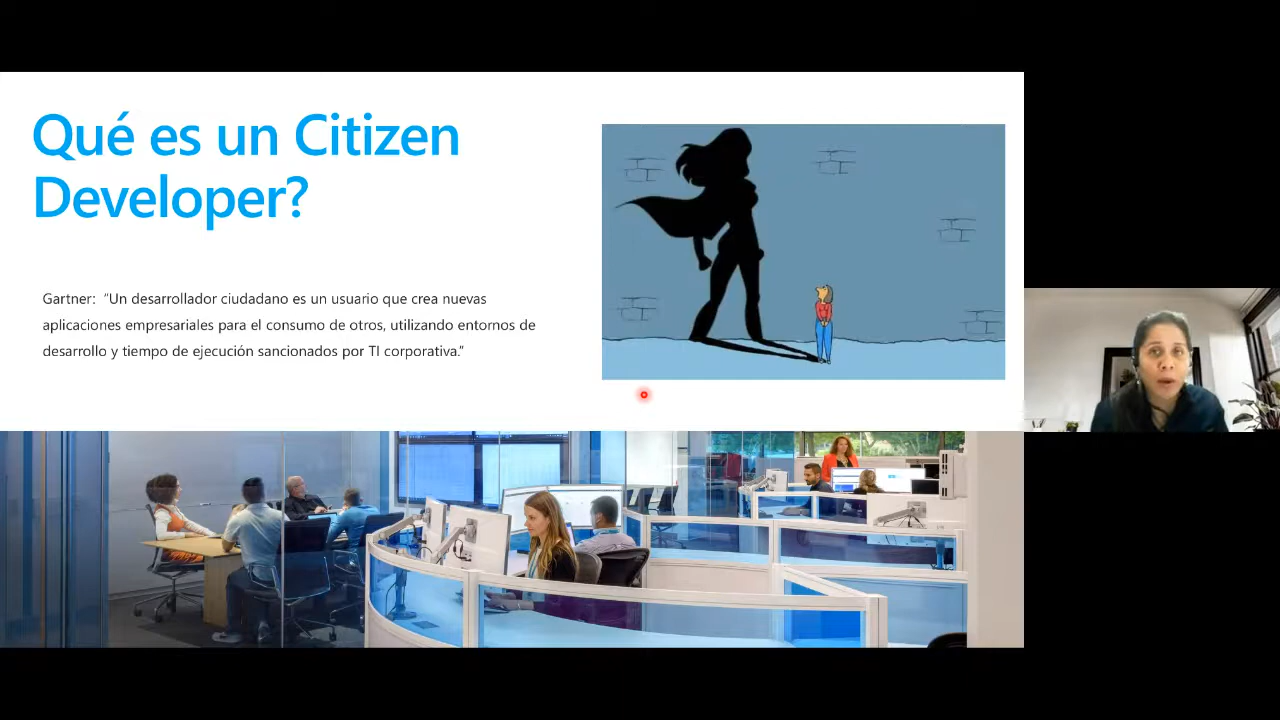 Qué es un Citizen
Developer?
Gartner: “Un desarrollador ciudadano es un usuario que crea nuevas
aplicaciones empresariales para el consumo de otros, utilizando entornos de
desarrollo y tiempo de ejecución sancionados por TI corporativa.”